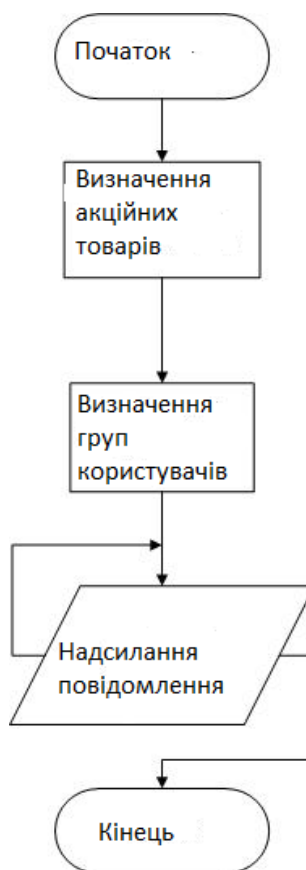 Початок
Визначення
акційних
товарів
Визначення
груп
користувачів
Надсилання
повідомлення
Кінець